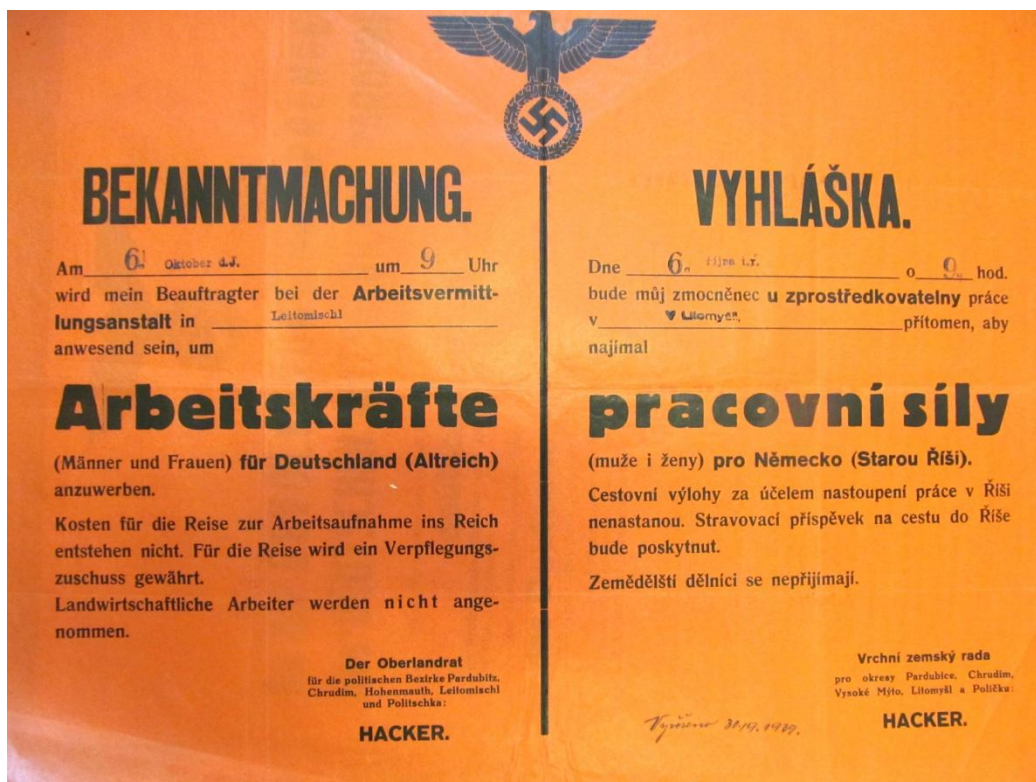 BEKANNTMACHUNG.
Am 6. Oktober d.J. um 9 Uhr
wird mein Beauftragter bei der Arbeitsvermitt-
lungsanstalt in Leitomischl
anwesend sein, um
Arbeitskräfte
(Männer und Frauen) für Deutschland (Altreich)
anzuwerben.
Kosten für die Reise zur Arbeitsaufnahme ins Reich
entstehen nicht. Für die Reise wird ein Verpflegungs-
zuschuss gewährt.
Landwirtschaftliche Arbeiter werden nicht ange-
nommen.
Der Oberlandrat
für die politischen Bezirke Pardubitz,
Chrudim, Hohenmauth, Leitomischl
und Politschka:
HACKER.
VYHLÁŠKA.
Dne 6. října t.r. o 9. hod.
bude můj zmocněnec u zprostředkovatelny práce
v v Litomyšli, přítomen, aby
najímal
pracovní síly
(muže i ženy) pro Německo (Starou Říši).
Cestovní výlohy za účelem nastoupení práce v Říši
nenastanou. Stravovací příspěvek na cestu do Říše
bude poskytnut.
Zemědělští dělníci se nepřijímají.
Vrchní zemský rada
pro okresy Pardubice, Chrudim,
Vysoké Mýto, Litomyšl a Poličku:
HACKER.
1939.